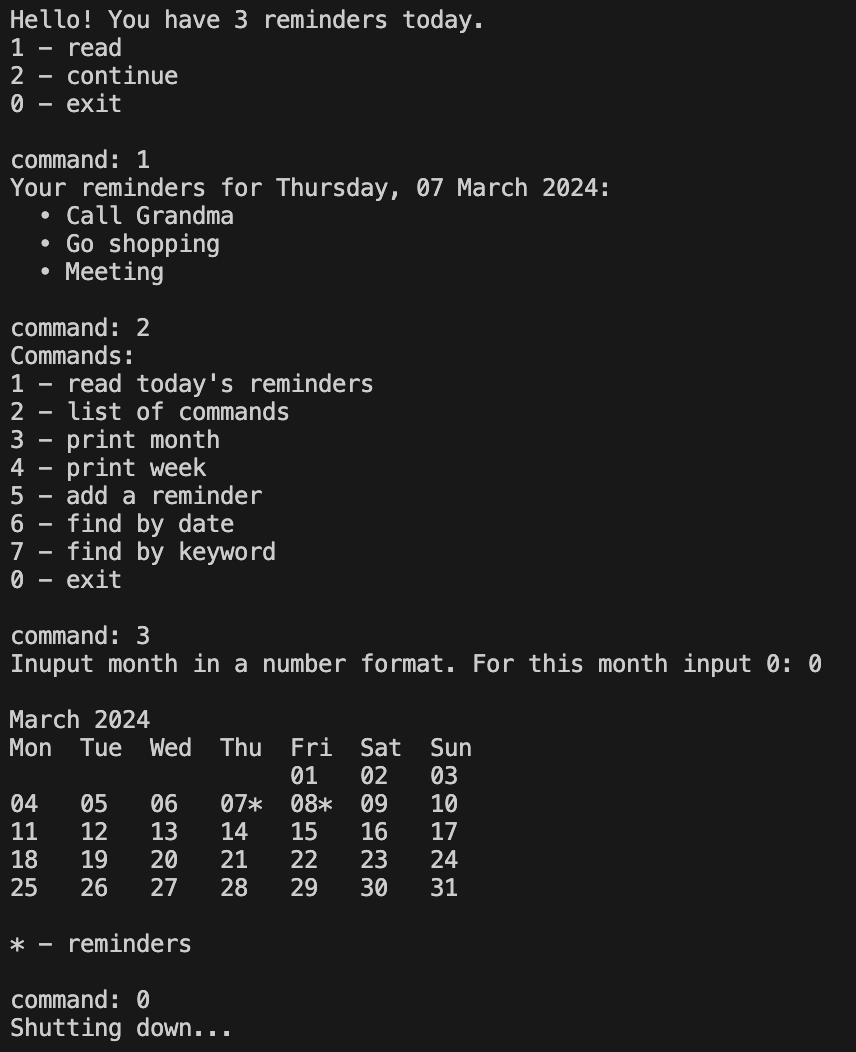 Hello! You have 3 reminders today.
1 – read
2 – continue
0 – exit
command: 1
Your reminders for Thursday, 07 March 2024:
• Call Grandma
• Go shopping
• Meeting
command: 2
Commands:
1 – read today's reminders
2 – list of commands
3 – print month
4 – print week
5 – add a reminder
6 – find by date
7 – find by keyword
0 – exit
command: 3
Inuput month in a number format. For this month input 0: 0
March 2024
Mon  Tue  Wed  Thu  Fri  Sat  Sun
                    01   02   03
04   05   06   07*  08*  09   10
11   12   13   14   15   16   17
18   19   20   21   22   23   24
25   26   27   28   29   30   31
* – reminders
command: 0
Shutting down...